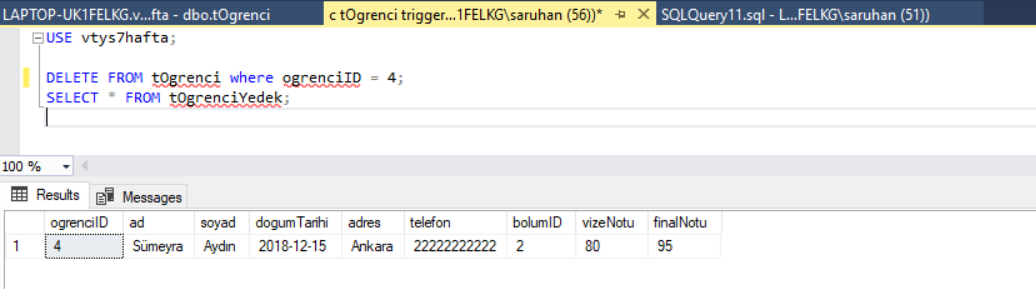 LAPTOP-UK1FELKG.v...fta - dbo.tOgrenci c tOgrenci trigger...1FELKG\saruhan (56))* SQLQuery11.sql - L...FELKG\saruhan (51))
USE vtys7hafta;
DELETE FROM tOgrenci where ogrenciID = 4;
SELECT * FROM tOgrenciYedek;
100 %
Results Messages
ogrenciID ad soyad dogumTarihi adres telefon bolumID vizeNotu finalNotu
1 4 Sümeyra Aydın 2018-12-15 Ankara 22222222222 2 80 95